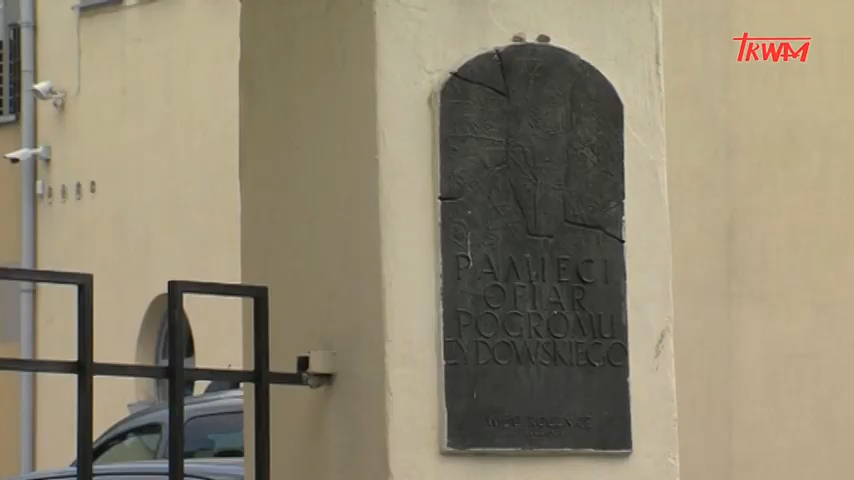 TRWAM
PAMIĘCI
OFIAR
POGROMU
ŻYDOWSKIEGO